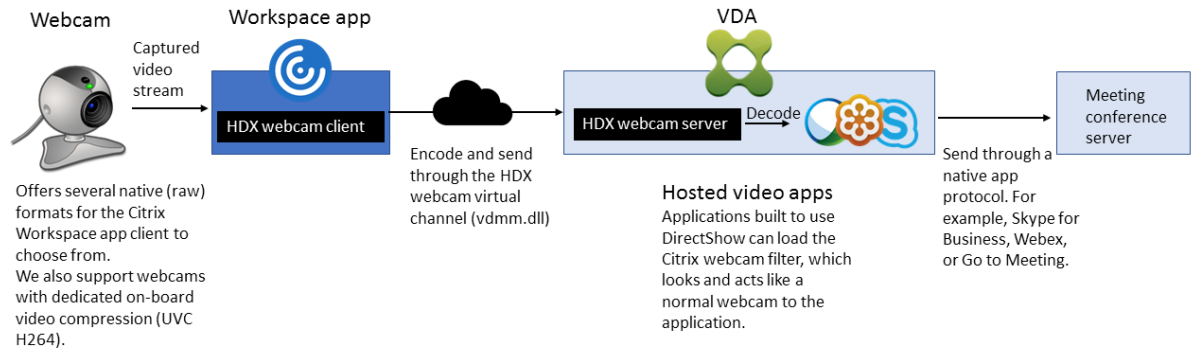 Webcam
Workspace app
VDA
Captured
video
stream
HDX webcam client
HDX webcam server
Decode
S
Meeting
conference
server
Encode and send
through the HDX
webcam virtual
channel (vdmm.dll)
Send through a
native app
protocol. For
example, Skype for
Business, Webex,
or Go to Meeting.
Offers several native (raw)
formats for the Citrix
Workspace app client to
choose from.
We also support webcams
with dedicated on-board
video compression (UVC
H264).
Hosted video apps
Applications built to use
DirectShow can load the
Citrix webcam filter, which
looks and acts like a
normal webcam to the
application.